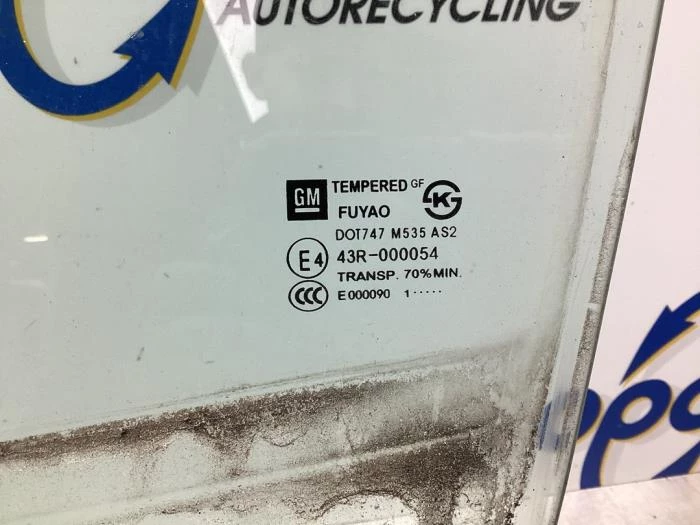 AUTORECYCLING
GM TEMPERED GF K
FUYAO
DOT747 M535 AS2
E4 43R-000054
TRANSP. 70%MIN.
CCC E000090 1·····